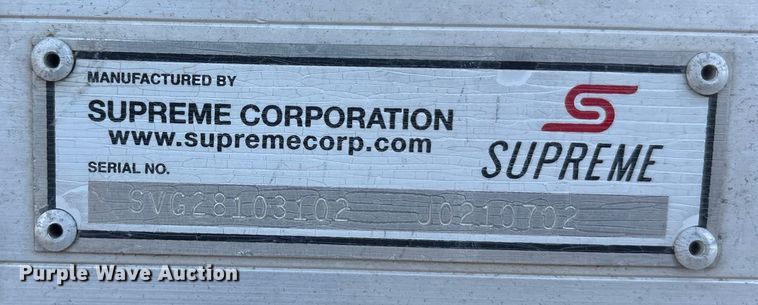 MANUFACTURED BY
SUPREME CORPORATION
www.supremecorp.com
SUPREME
SERIAL NO.
SVG28103102 J0210702
Purple Wave Auction